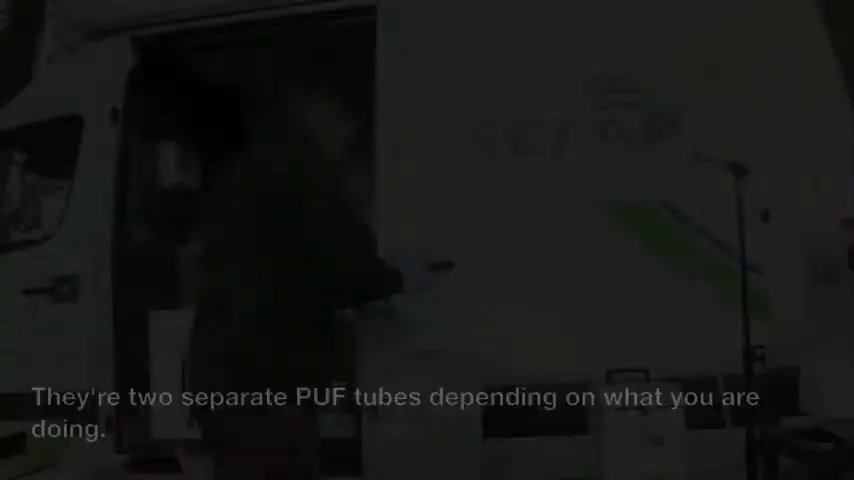 They're two separate PUF tubes depending on what you are
doing.